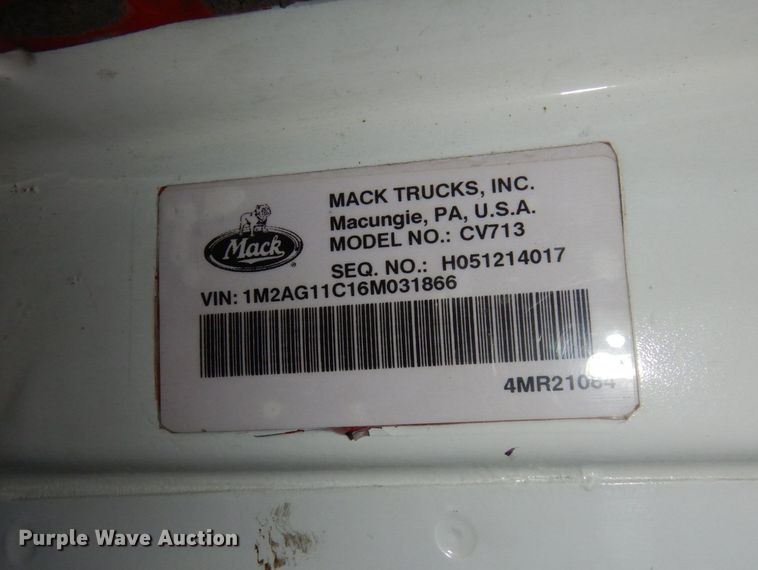 MACK TRUCKS, INC.
Macungie, PA, U.S.A.
MODEL NO.: CV713
Mack
SEQ. NO.: H051214017
VIN: 1M2AG11C16M031866
4MR21084
Purple Wave Auction